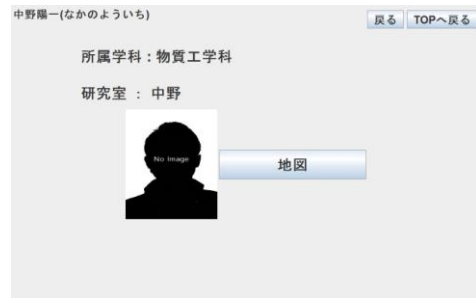 中野陽一(なかのよういち)
戻る TOPへ戻る
所属学科：物質工学科
研究室 ： 中野
No Image
地図